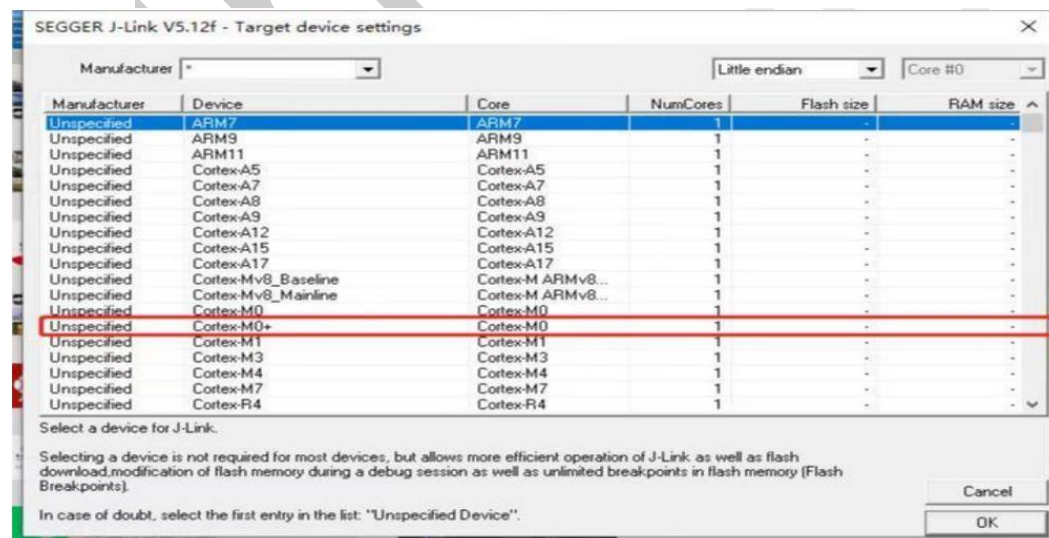 SEGGER J-Link V5.12f - Target device settings
Manufacturer * Little endian Core #0
Manufacturer Device Core NumCores Flash size RAM size
Unspecified ARM7 ARM7 1 - -
Unspecified ARM9 ARM9 1 - -
Unspecified ARM11 ARM11 1 - -
Unspecified Cortex-A5 Cortex-A5 1 - -
Unspecified Cortex-A7 Cortex-A7 1 - -
Unspecified Cortex-A8 Cortex-A8 1 - -
Unspecified Cortex-A9 Cortex-A9 1 - -
Unspecified Cortex-A12 Cortex-A12 1 - -
Unspecified Cortex-A15 Cortex-A15 1 - -
Unspecified Cortex-A17 Cortex-A17 1 - -
Unspecified Cortex-Mv8_Baseline Cortex-M ARMv8... 1 - -
Unspecified Cortex-Mv8_Mainline Cortex-M ARMv8... 1 - -
Unspecified Cortex-M0 Cortex-M0 1 - -
Unspecified Cortex-M0+ Cortex-M0 1 - -
Unspecified Cortex-M1 Cortex-M1 1 - -
Unspecified Cortex-M3 Cortex-M3 1 - -
Unspecified Cortex-M4 Cortex-M4 1 - -
Unspecified Cortex-M7 Cortex-M7 1 - -
Unspecified Cortex-R4 Cortex-R4 1 - -
Select a device for J-Link.
Selecting a device is not required for most devices, but allows more efficient operation of J-Link as well as flash
download,modification of flash memory during a debug session as well as unlimited breakpoints in flash memory (Flash
Breakpoints).
In case of doubt, select the first entry in the list: "Unspecified Device".
Cancel
OK